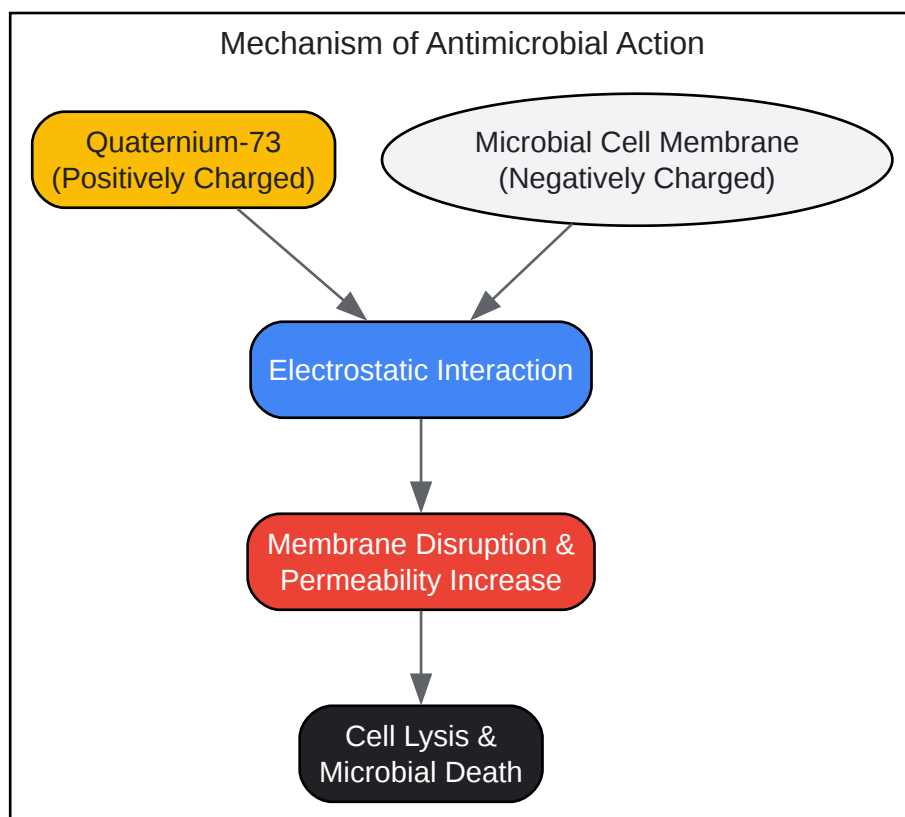 Mechanism of Antimicrobial Action
Quaternium-73
(Positively Charged)
Microbial Cell Membrane
(Negatively Charged)
Electrostatic Interaction
Membrane Disruption &
Permeability Increase
Cell Lysis &
Microbial Death